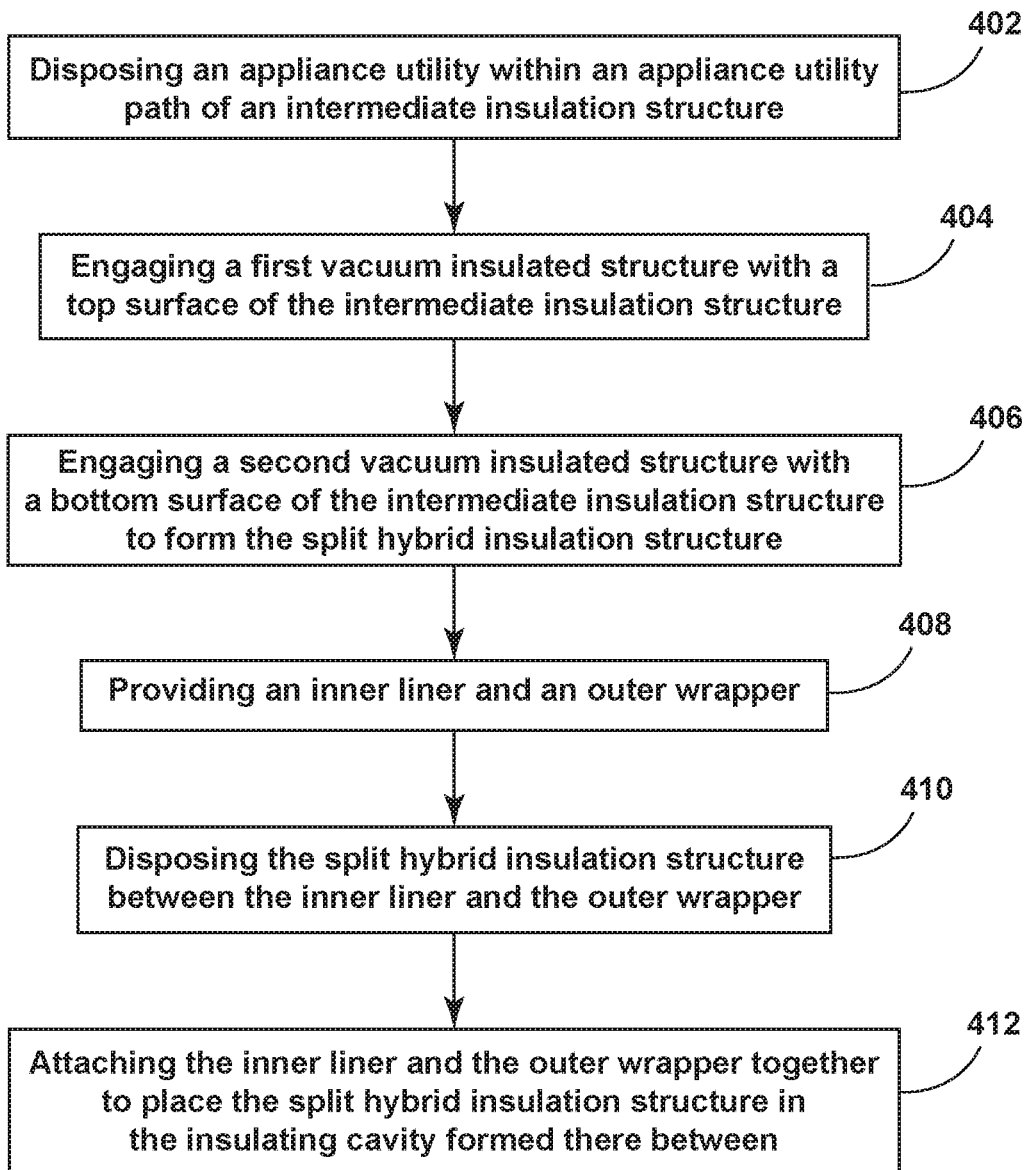 402
Disposing an appliance utility within an appliance utility
path of an intermediate insulation structure
404
Engaging a first vacuum insulated structure with a
top surface of the intermediate insulation structure
406
Engaging a second vacuum insulated structure with
a bottom surface of the intermediate insulation structure
to form the split hybrid insulation structure
408
Providing an inner liner and an outer wrapper
410
Disposing the split hybrid insulation structure
between the inner liner and the outer wrapper
412
Attaching the inner liner and the outer wrapper together
to place the split hybrid insulation structure in
the insulating cavity formed there between